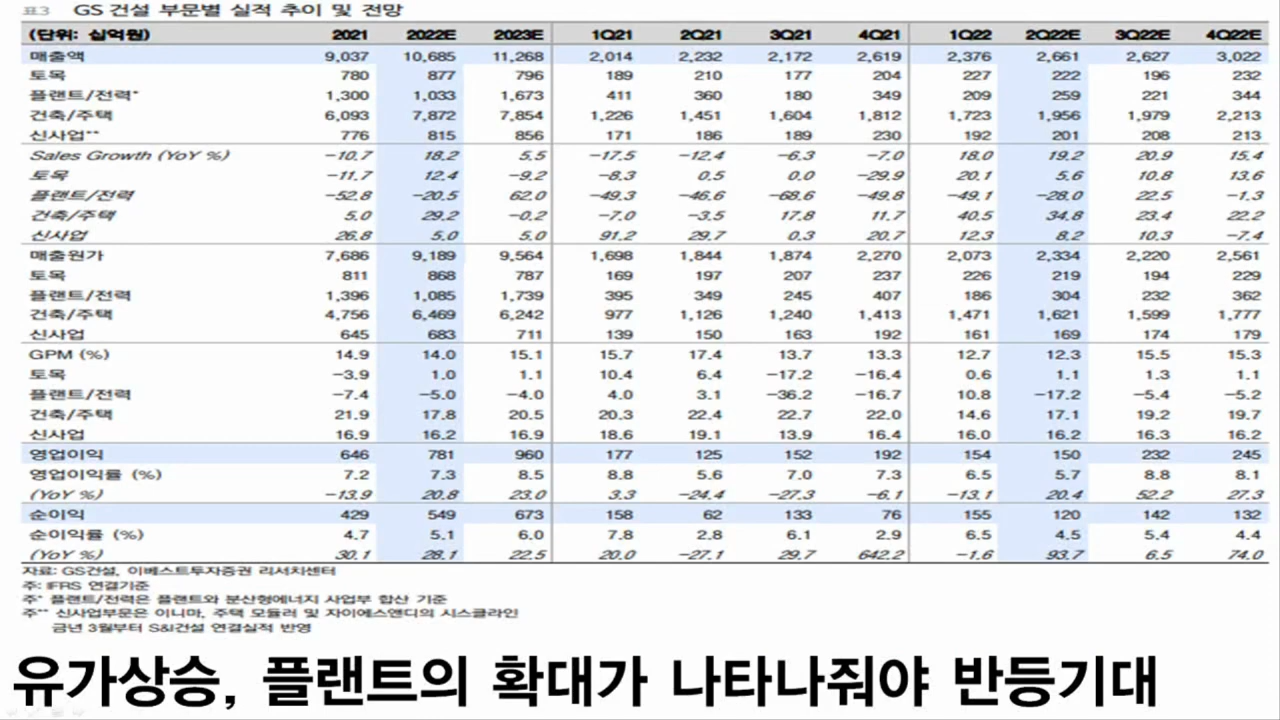 표3 GS건설 부문별 실적 추이 및 전망
(단위: 십억원) 2021 2022E 2023E 1Q21 2Q21 3Q21 4Q21 1Q22 2Q22E 3Q22E 4Q22E
매출액 9,037 10,685 11,268 2,014 2,232 2,172 2,619 2,376 2,661 2,627 3,022
토목 780 877 796 189 210 177 204 227 222 196 232
플랜트/전력* 1,300 1,033 1,673 411 360 180 349 209 259 221 344
건축/주택 6,093 7,872 7,854 1,226 1,451 1,604 1,812 1,723 1,956 1,979 2,213
신사업** 776 815 856 171 186 189 230 192 201 208 213
Sales Growth (YoY %) -10.7 18.2 5.5 -17.5 -12.4 -6.3 -7.0 18.0 19.2 20.9 15.4
토목 -11.7 12.4 -9.2 -8.3 0.5 0.0 -29.9 20.1 5.6 10.8 13.6
플랜트/전력 -52.8 -20.5 62.0 -49.3 -46.6 -68.6 -49.8 -49.1 -28.0 22.5 -1.3
건축/주택 5.0 29.2 -0.2 -7.0 -3.5 17.8 11.7 40.5 34.8 23.4 22.2
신사업 26.8 5.0 5.0 91.2 29.7 0.3 20.7 12.3 8.2 10.3 -7.4
매출원가 7,686 9,189 9,564 1,698 1,844 1,874 2,270 2,073 2,334 2,220 2,561
토목 811 868 787 169 197 207 237 226 219 194 229
플랜트/전력 1,396 1,085 1,739 395 349 245 407 186 304 232 362
건축/주택 4,756 6,469 6,242 977 1,126 1,240 1,413 1,471 1,621 1,599 1,777
신사업 645 683 711 139 150 163 192 161 169 174 179
GPM (%) 14.9 14.0 15.1 15.7 17.4 13.7 13.3 12.7 12.3 15.5 15.3
토목 -3.9 1.0 1.1 10.4 6.4 -17.2 -16.4 0.6 1.1 1.3 1.1
플랜트/전력 -7.4 -5.0 -4.0 4.0 3.1 -36.2 -16.7 10.8 -17.2 -5.4 -5.2
건축/주택 21.9 17.8 20.5 20.3 22.4 22.7 22.0 14.6 17.1 19.2 19.7
신사업 16.9 16.2 16.9 18.6 19.1 13.9 16.4 16.0 16.2 16.3 16.2
영업이익 646 781 960 177 125 152 192 154 150 232 245
영업이익률 (%) 7.2 7.3 8.5 8.8 5.6 7.0 7.3 6.5 5.7 8.8 8.1
(YoY %) -13.9 20.8 23.0 3.3 -24.4 -27.3 -6.1 -13.1 20.4 52.2 27.3
순이익 429 549 673 158 62 133 76 155 120 142 132
순이익률 (%) 4.7 5.1 6.0 7.8 2.8 6.1 2.9 6.5 4.5 5.4 4.4
(YoY %) 30.1 28.1 22.5 20.0 -27.1 29.7 642.2 -1.6 93.7 6.5 74.0
자료: GS건설, 이베스트투자증권 리서치센터
주: IFRS 연결기준
주* 플랜트/전력은 플랜트와 분산형에너지 사업부 합산 기준
주** 신사업부문은 이니마, 주택 모듈러 및 자이에스앤디의 시스클라인
금년 3월부터 S&I건설 연결실적 반영
유가상승, 플랜트의 확대가 나타나줘야 반등기대